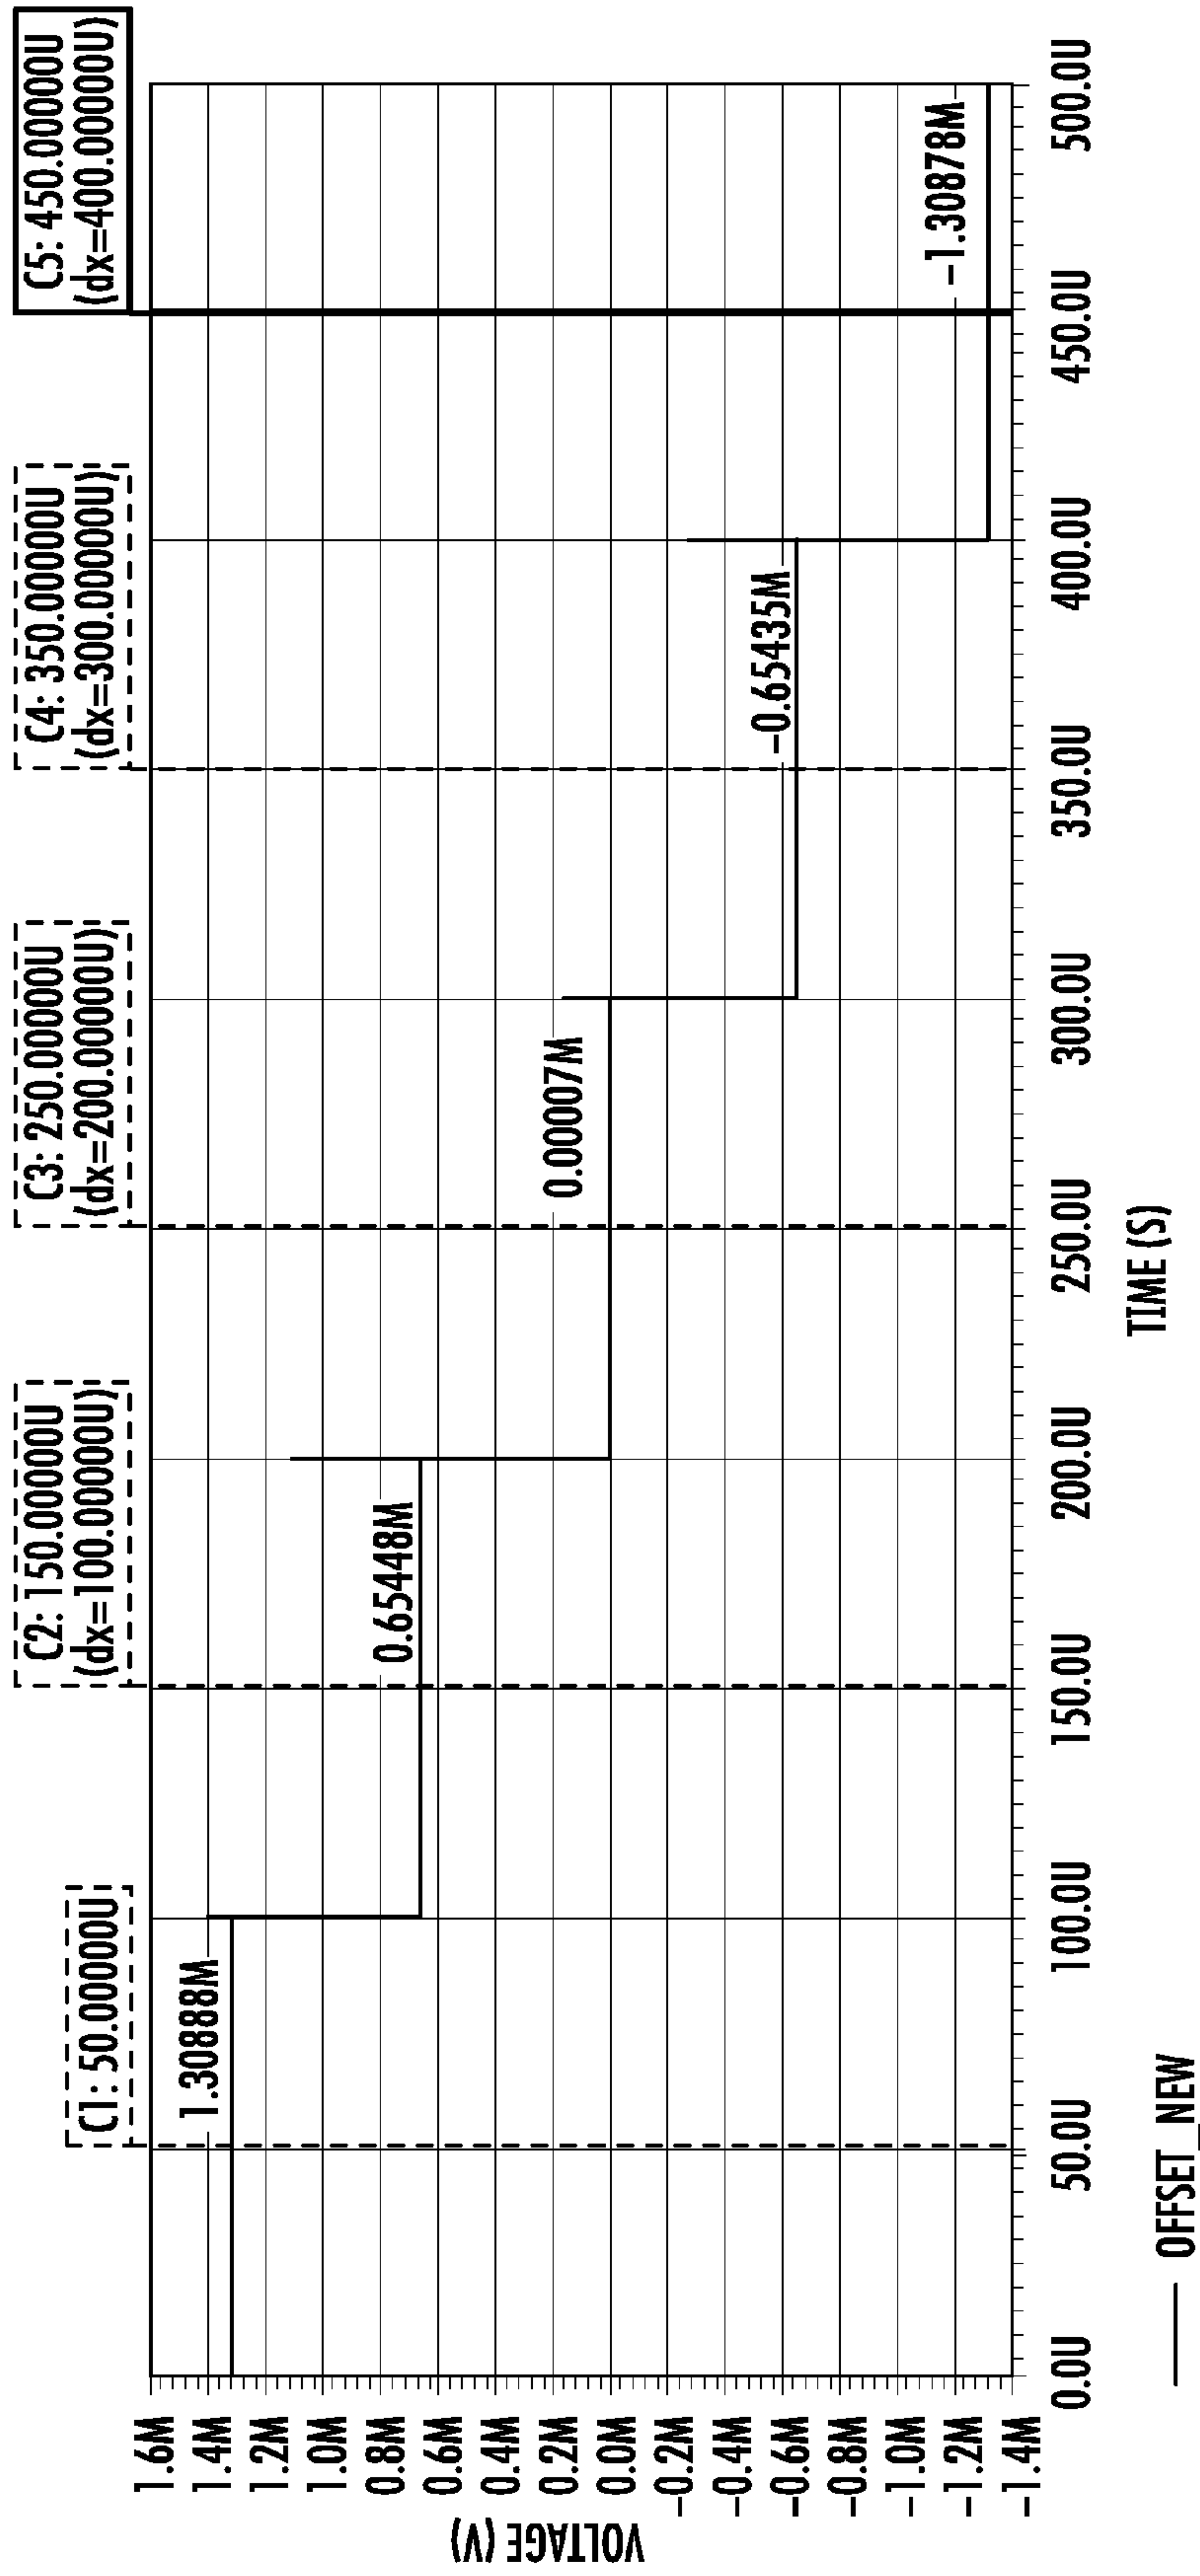 C1: 50.00000U
C2: 150.00000U
(dx=100.00000U)
C3: 250.00000U
(dx=200.00000U)
C4: 350.00000U
(dx=300.00000U)
C5: 450.00000U
(dx=400.00000U)
VOLTAGE (V)
1.6M
1.4M
1.2M
1.0M
0.8M
0.6M
0.4M
0.2M
0.0M
-0.2M
-0.4M
-0.6M
-0.8M
-1.0M
-1.2M
-1.4M
1.30888M
0.65448M
0.00007M
-0.65435M
-1.30878M
0.0U
50.0U
100.0U
150.0U
200.0U
250.0U
300.0U
350.0U
400.0U
450.0U
500.0U
TIME (S)
OFFSET_NEW